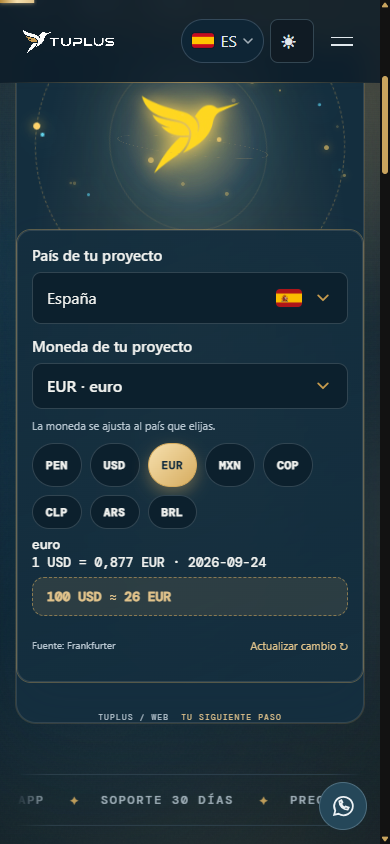 TUPLUS
ES
País de tu proyecto
España
Moneda de tu proyecto
EUR · euro
La moneda se ajusta al país que elijas.
PEN USD EUR MXN COP
CLP ARS BRL
euro
1 USD = 0,877 EUR · 2026-09-24
100 USD ≈ 26 EUR
Fuente: Frankfurter
Actualizar cambio ↻
TUPLUS / WEB TU SIGUIENTE PASO
APP ✦ SOPORTE 30 DÍAS ✦ PREC